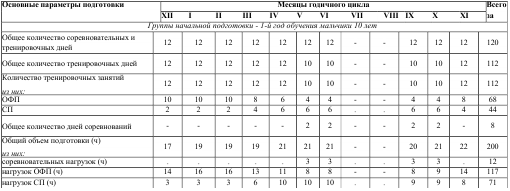 Основные параметры подготовки Месяцы годичного цикла Всего
XII I II III IV V VI VII VIII IX X XI за
Группы начальной подготовки - 1-й год обучения мальчики 10 лет
Общее количество соревновательных и
тренировочных дней 12 12 12 12 12 12 12 - - 12 12 12 120
Общее количество тренировочных дней 12 12 12 12 12 10 10 - - 10 10 12 112
Количество тренировочных занятий 12 12 12 12 12 10 10 - - 10 10 12 112
из них:
ОФП 10 10 10 8 6 4 4 - - 4 4 8 68
СП 2 2 2 4 6 6 6 . . 6 6 4 44
Общее количество дней соревнований - - - - - 2 2 - - 2 2 - 8
Общий объем подготовки (ч) 17 19 19 19 21 21 21 - - 20 21 22 200
из них:
соревновательных нагрузок (ч) . . . . . 3 3 . . 3 3 . 12
нагрузок ОФП (ч) 14 16 16 13 11 8 8 - - 8 9 14 117
нагрузок СП (ч) 3 3 3 6 10 10 10 . . 9 9 8 71